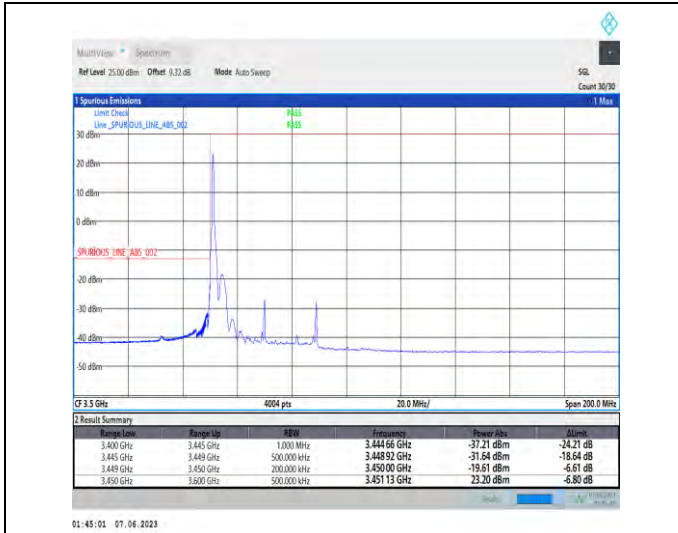 MultiView Spectrum
Ref Level 25.00 dBm Offset 9.32 dB Mode Auto Sweep SGL
Count 30/30
1 Spurious Emissions 1 Max
Limit Check PASS
Line _SPURIOUS_LINE_ABS_002 PASS
30 dBm
20 dBm
10 dBm
0 dBm
_SPURIOUS_LINE_ABS_002
-20 dBm
-30 dBm
-40 dBm
-50 dBm
CF 3.5 GHz 4004 pts 20.0 MHz/ Span 200.0 MHz
2 Result Summary
Range Low Range Up RBW Frequency Power Abs ΔLimit
3.400 GHz 3.445 GHz 1.000 MHz 3.444 66 GHz -37.21 dBm -24.21 dB
3.445 GHz 3.449 GHz 500.000 kHz 3.448 92 GHz -31.64 dBm -18.64 dB
3.449 GHz 3.450 GHz 200.000 kHz 3.450 00 GHz -19.61 dBm -6.61 dB
3.450 GHz 3.600 GHz 500.000 kHz 3.451 13 GHz 23.20 dBm -6.80 dB
01:45:01 07.06.2023